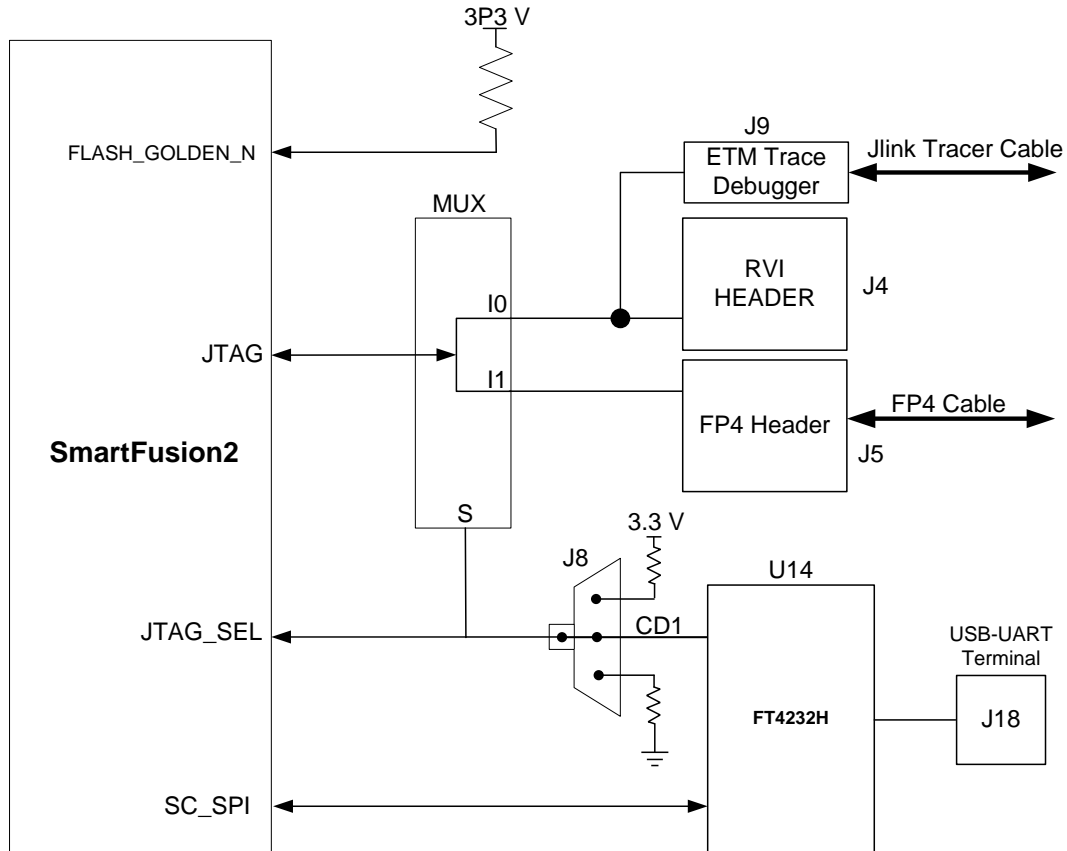 3P3 V
FLASH_GOLDEN_N
J9
ETM Trace
Debugger
Jlink Tracer Cable
MUX
I0
RVI
HEADER
J4
JTAG
I1
FP4 Header
FP4 Cable
J5
SmartFusion2
S
3.3 V
J8
U14
JTAG_SEL
CD1
USB-UART
Terminal
FT4232H
J18
SC_SPI